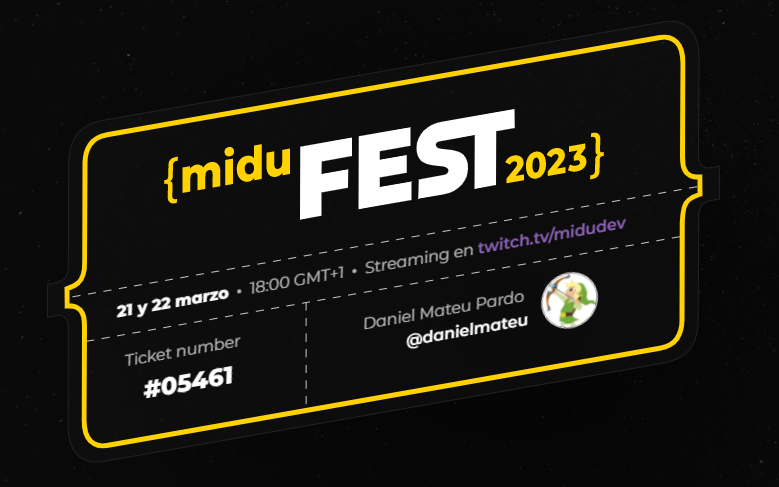 {midu FEST 2023}
21 y 22 marzo • 18:00 GMT+1 • Streaming en twitch.tv/midudev
Ticket number
#05461
Daniel Mateu Pardo
@danielmateu